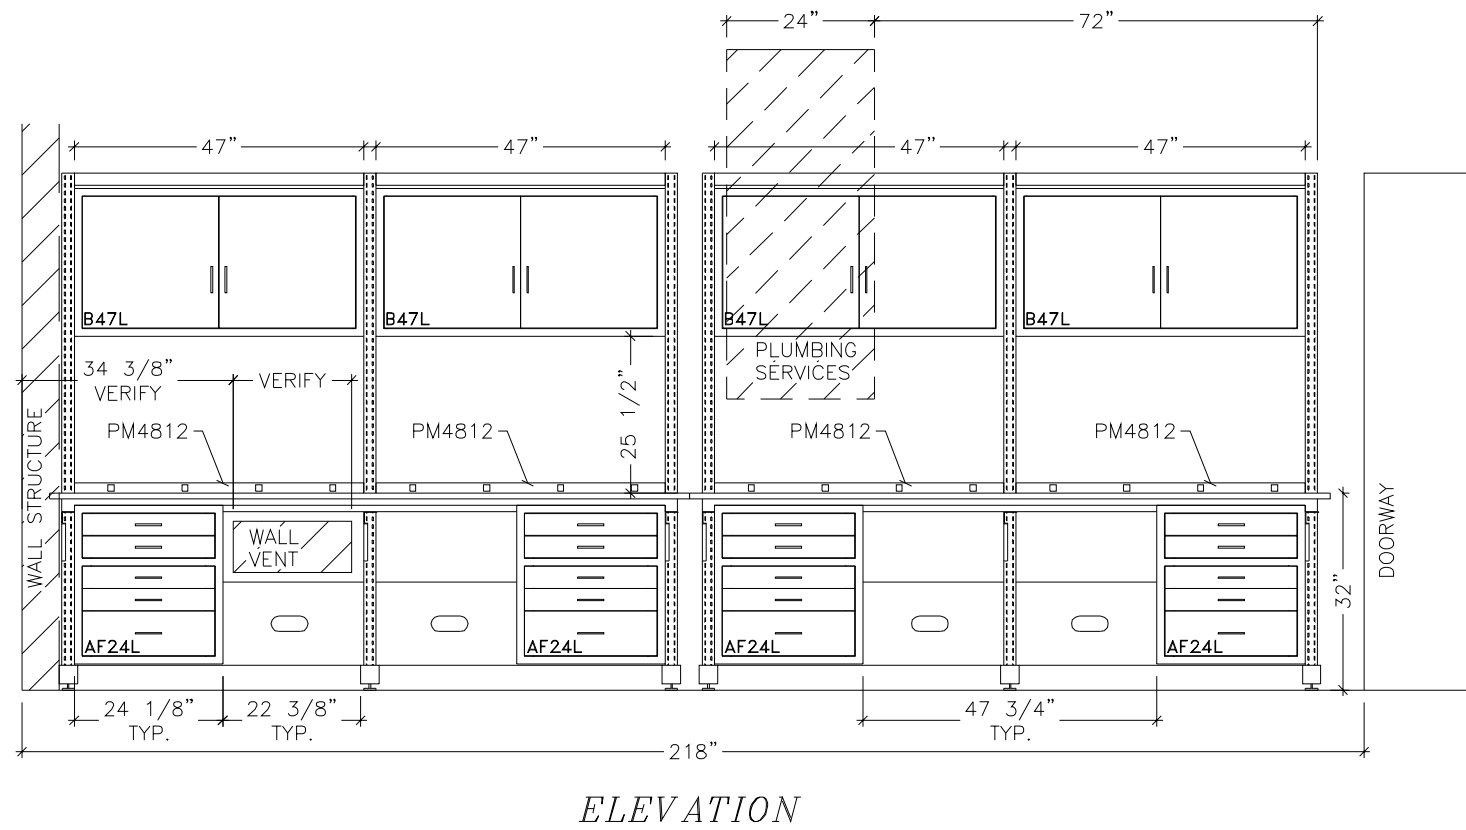 24” 72”
47” 47” 47” 47”
B47L B47L B47L B47L
PLUMBING
SERVICES
34 3/8”
VERIFY
VERIFY
25 1/2”
PM4812 PM4812 PM4812 PM4812
WALL STRUCTURE
WALL
VENT
DOORWAY
32”
AF24L AF24L AF24L AF24L
24 1/8”
TYP.
22 3/8”
TYP.
47 3/4”
TYP.
218”
ELEVATION